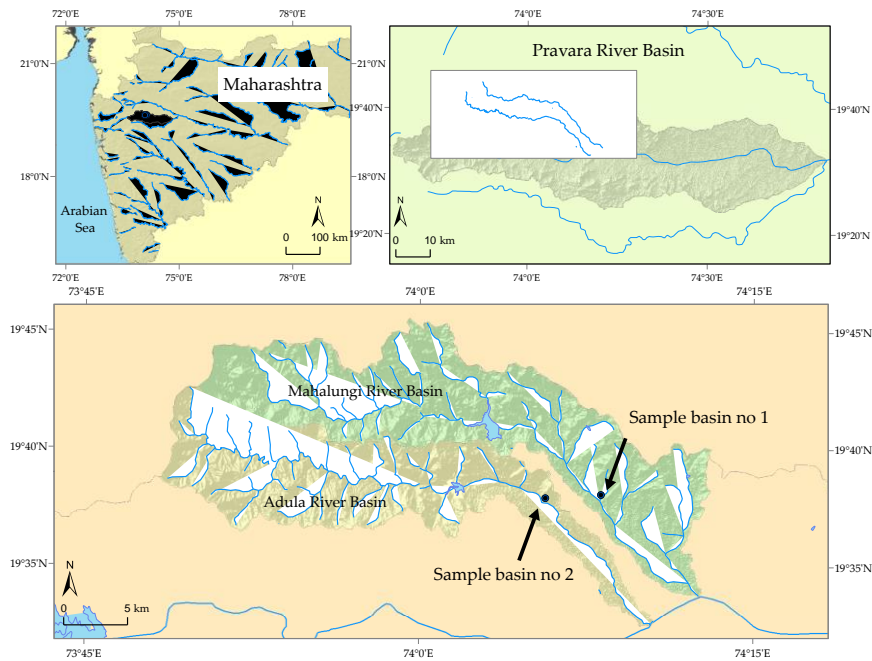 72°0'E 75°0'E 78°0'E
21°0'N
18°0'N
Maharashtra
Arabian
Sea
N
0 100 km
72°0'E 75°0'E 78°0'E
74°0'E 74°30'E
21°0'N
19°40'N
18°0'N
19°20'N
Pravara River Basin
N
0 10 km
19°40'N
19°20'N
74°0'E 74°30'E
73°45'E 74°0'E 74°15'E
19°45'N
19°40'N
19°35'N
19°45'N
19°40'N
19°35'N
Mahalungi River Basin
Sample basin no 1
Adula River Basin
Sample basin no 2
N
0 5 km
73°45'E 74°0'E 74°15'E